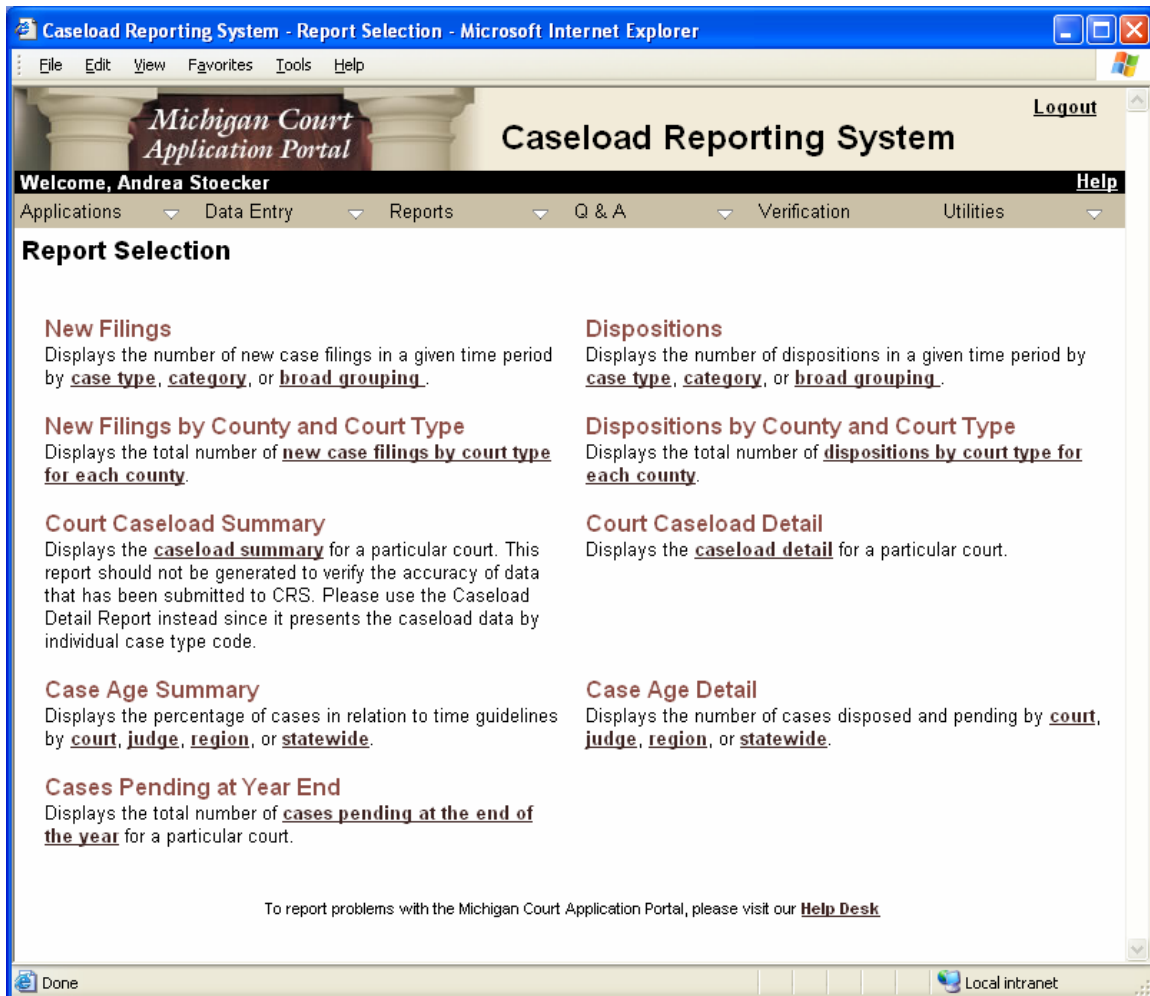 Caseload Reporting System - Report Selection - Microsoft Internet Explorer
File Edit View Favorites Tools Help
Michigan Court
Application Portal
Caseload Reporting System
Logout
Welcome, Andrea Stoecker
Help
Applications Data Entry Reports Q & A Verification Utilities
Report Selection
New Filings
Displays the number of new case filings in a given time period
by case type, category, or broad grouping .
Dispositions
Displays the number of dispositions in a given time period by
case type, category, or broad grouping .
New Filings by County and Court Type
Displays the total number of new case filings by court type
for each county.
Dispositions by County and Court Type
Displays the total number of dispositions by court type for
each county.
Court Caseload Summary
Displays the caseload summary for a particular court. This
report should not be generated to verify the accuracy of data
that has been submitted to CRS. Please use the Caseload
Detail Report instead since it presents the caseload data by
individual case type code.
Court Caseload Detail
Displays the caseload detail for a particular court.
Case Age Summary
Displays the percentage of cases in relation to time guidelines
by court, judge, region, or statewide.
Case Age Detail
Displays the number of cases disposed and pending by court,
judge, region, or statewide.
Cases Pending at Year End
Displays the total number of cases pending at the end of
the year for a particular court.
To report problems with the Michigan Court Application Portal, please visit our Help Desk
Done
Local intranet